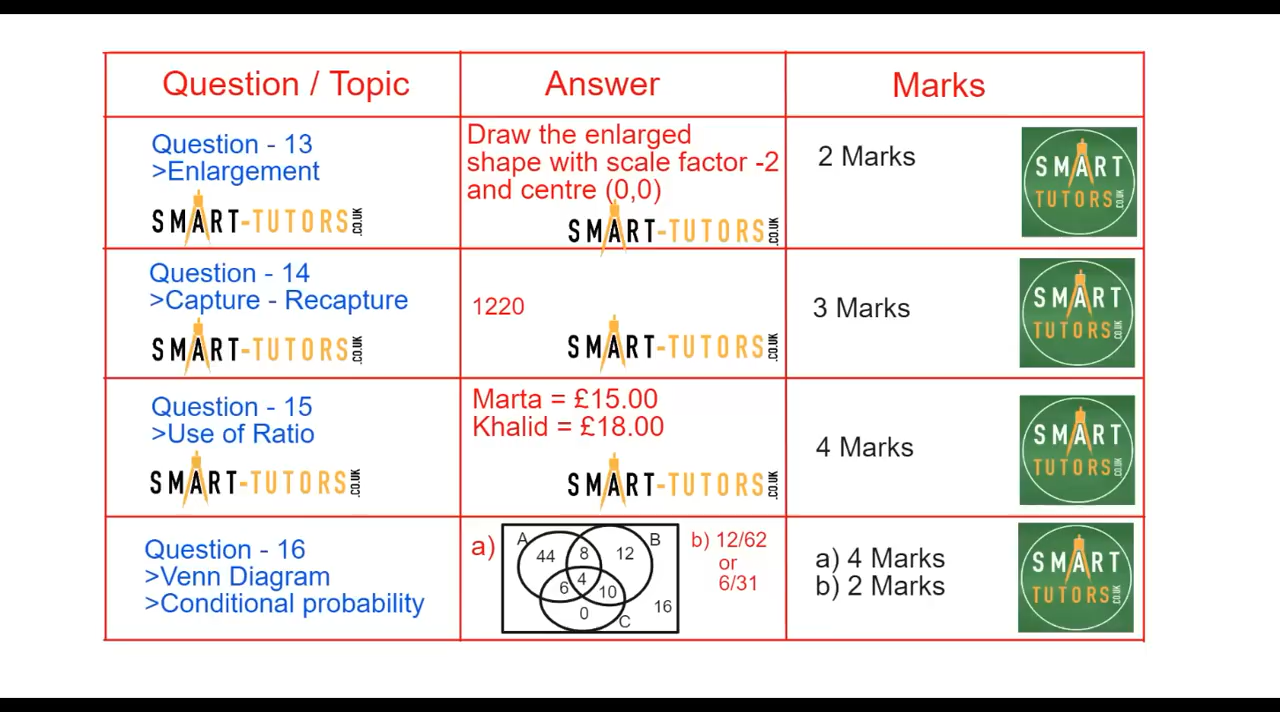 Question / Topic
Answer
Marks
Question - 13
>Enlargement
SMART-TUTORS.CO.UK
Draw the enlarged
shape with scale factor -2
and centre (0,0)
SMART-TUTORS.CO.UK
2 Marks
SMART
TUTORS.CO.UK
Question - 14
>Capture - Recapture
SMART-TUTORS.CO.UK
1220
SMART-TUTORS.CO.UK
3 Marks
SMART
TUTORS.CO.UK
Question - 15
>Use of Ratio
SMART-TUTORS.CO.UK
Marta = £15.00
Khalid = £18.00
SMART-TUTORS.CO.UK
4 Marks
SMART
TUTORS.CO.UK
Question - 16
>Venn Diagram
>Conditional probability
a)
A
B
44
8
12
4
6
10
0
16
C
b) 12/62
or
6/31
a) 4 Marks
b) 2 Marks
SMART
TUTORS.CO.UK